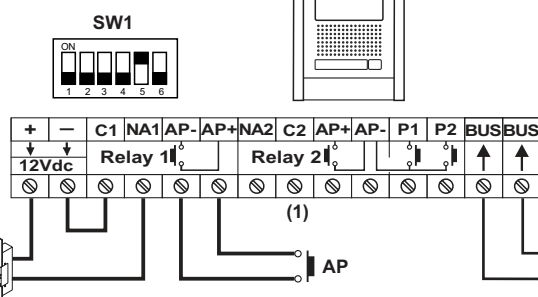 SW1
ON
1 2 3 4 5 6
+ — C1 NA1 AP- AP+ NA2 C2 AP+ AP- P1 P2 BUS BUS
12Vdc Relay 1 Relay 2
(1)
AP